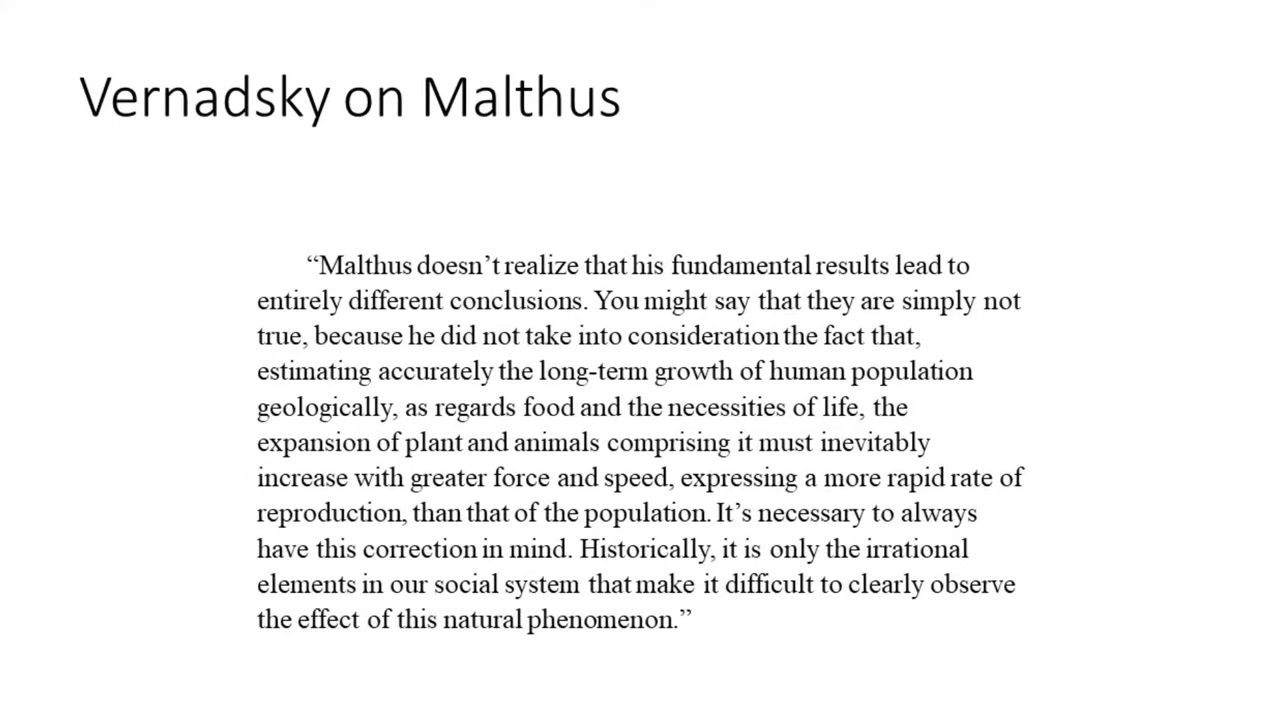 Vernadsky on Malthus
“Malthus doesn’t realize that his fundamental results lead to
entirely different conclusions. You might say that they are simply not
true, because he did not take into consideration the fact that,
estimating accurately the long-term growth of human population
geologically, as regards food and the necessities of life, the
expansion of plant and animals comprising it must inevitably
increase with greater force and speed, expressing a more rapid rate of
reproduction, than that of the population. It’s necessary to always
have this correction in mind. Historically, it is only the irrational
elements in our social system that make it difficult to clearly observe
the effect of this natural phenomenon.”